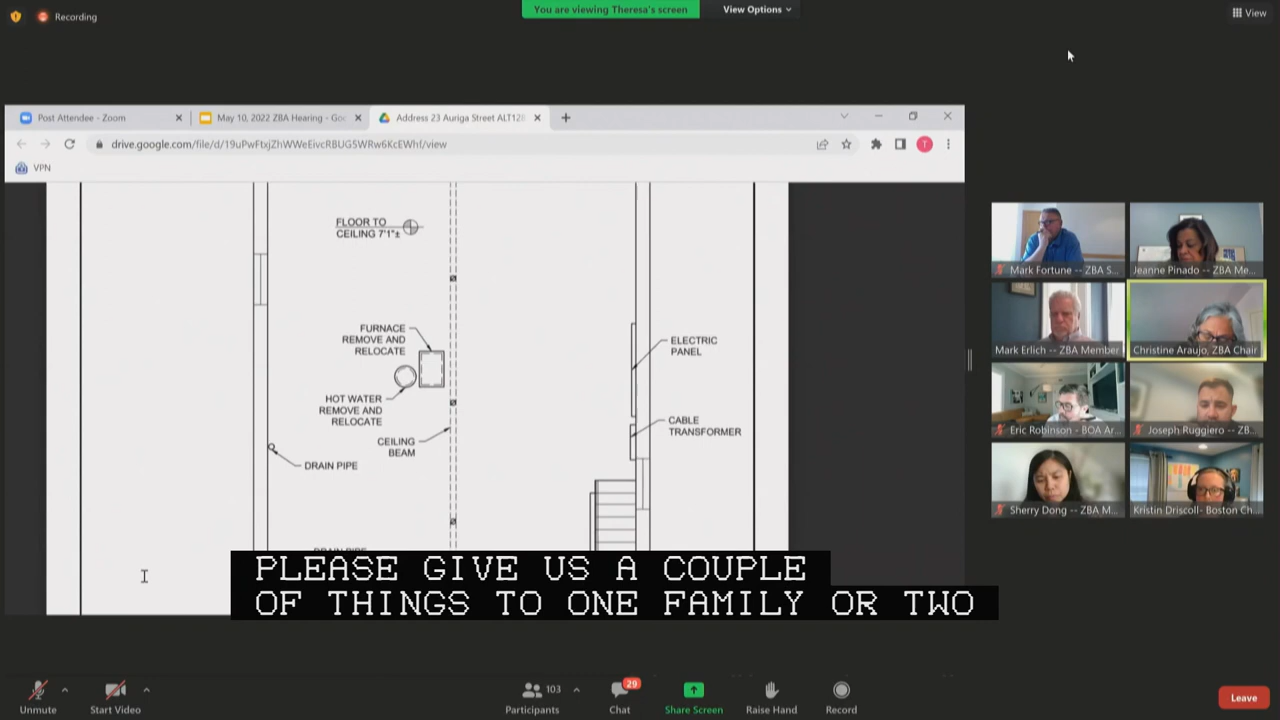 Recording
You are viewing Theresa's screen
View Options
View
Post Attendee - Zoom
May 10, 2022 ZBA Hearing - Goo
Address 23 Auriga Street ALT128
drive.google.com/file/d/19uPwFtxjZhWWeEivcRBUG5WRw6KcEWhf/view
T
VPN
FLOOR TO
CEILING 7'1"±
FURNACE
REMOVE AND
RELOCATE
ELECTRIC
PANEL
HOT WATER
REMOVE AND
RELOCATE
CABLE
TRANSFORMER
CEILING
BEAM
DRAIN PIPE
DRAIN PIPE
Mark Fortune -- ZBA S...
Jeanne Pinado -- ZBA Me...
Mark Erlich -- ZBA Member
Christine Araujo, ZBA Chair
Eric Robinson - BOA Ar...
Joseph Ruggiero -- ZB...
Sherry Dong -- ZBA M...
Kristin Driscoll- Boston Ch...
PLEASE GIVE US A COUPLE
OF THINGS TO ONE FAMILY OR TWO
Unmute
Start Video
103
Participants
29
Chat
Share Screen
Raise Hand
Record
Leave